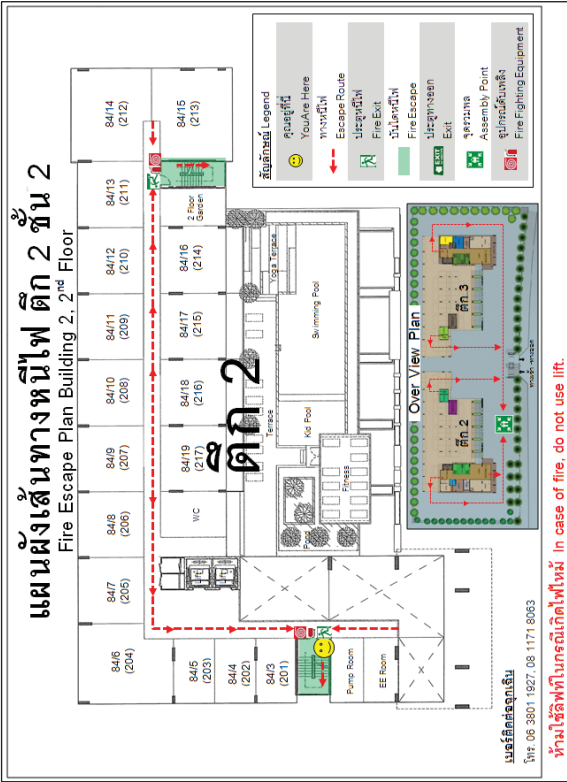 แผนผังเส้นทางหนีไฟ ตึก 2 ชั้น 2
Fire Escape Plan Building 2, 2nd Floor
84/6
(204)
84/7
(205)
84/8
(206)
84/9
(207)
84/10
(208)
84/11
(209)
84/12
(210)
84/13
(211)
84/14
(212)
84/15
(213)
84/5
(203)
84/4
(202)
84/3
(201)
Pump Room
EE Room
Lift
Lift
WC
84/19
(217)
84/18
(216)
84/17
(215)
84/16
(214)
2 Floor
Garden
ตึก 2
Terrace
Yoga Terrace
Pond
Fitness
Kid Pool
Swimming Pool
สัญลักษณ์ Legend
คุณอยู่ที่นี่
You Are Here
ทางหนีไฟ
Escape Route
ประตูหนีไฟ
Fire Exit
บันไดหนีไฟ
Fire Escape
ประตูทางออก
EXIT
Exit
จุดรวมพล
Assembly Point
อุปกรณ์ดับเพลิง
Fire Fighting Equipment
Over View Plan
ตึก 2
ตึก 3
เบอร์ติดต่อฉุกเฉิน
โทร. 06 3801 1927, 08 1171 8063
ห้ามใช้ลิฟท์ในกรณีเกิดไฟไหม้ In case of fire, do not use lift.